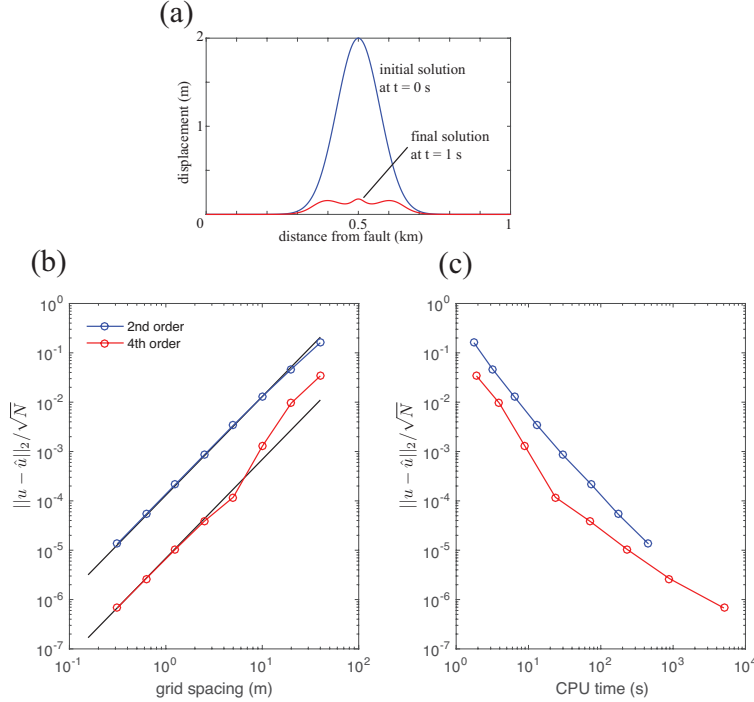 (a)
2
1
0
displacement (m)
initial solution
at t = 0 s
final solution
at t = 1 s
0
0.5
1
distance from fault (km)
(b)
10^0
10^-1
10^-2
10^-3
10^-4
10^-5
10^-6
10^-7
||u − û||₂/√N
2nd order
4th order
10^-1
10^0
10^1
10^2
grid spacing (m)
(c)
10^0
10^-1
10^-2
10^-3
10^-4
10^-5
10^-6
10^-7
||u − û||₂/√N
10^0
10^1
10^2
10^3
10^4
CPU time (s)